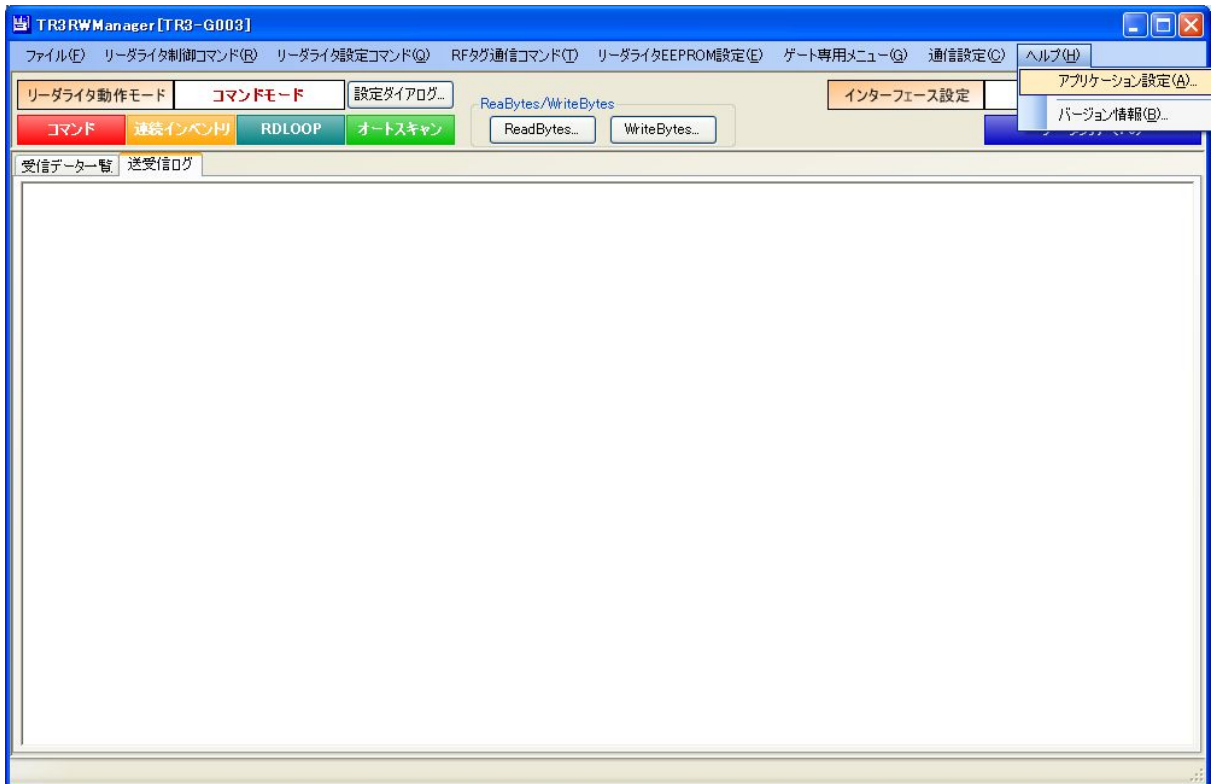 TR3RWManager[TR3-G003]
ファイル(F) リーダライタ制御コマンド(R) リーダライタ設定コマンド(Q) RFタグ通信コマンド(T) リーダライタEEPROM設定(E) ゲート専用メニュー(G) 通信設定(C) ヘルプ(H)
アプリケーション設定(A)...
バージョン情報(B)...
リーダライタ動作モード コマンドモード 設定ダイアログ... ReaBytes/WriteBytes インターフェース設定
コマンド 連続インベントリ RDLOOP オートスキャン ReadBytes... WriteBytes...
受信データ一覧 送受信ログ